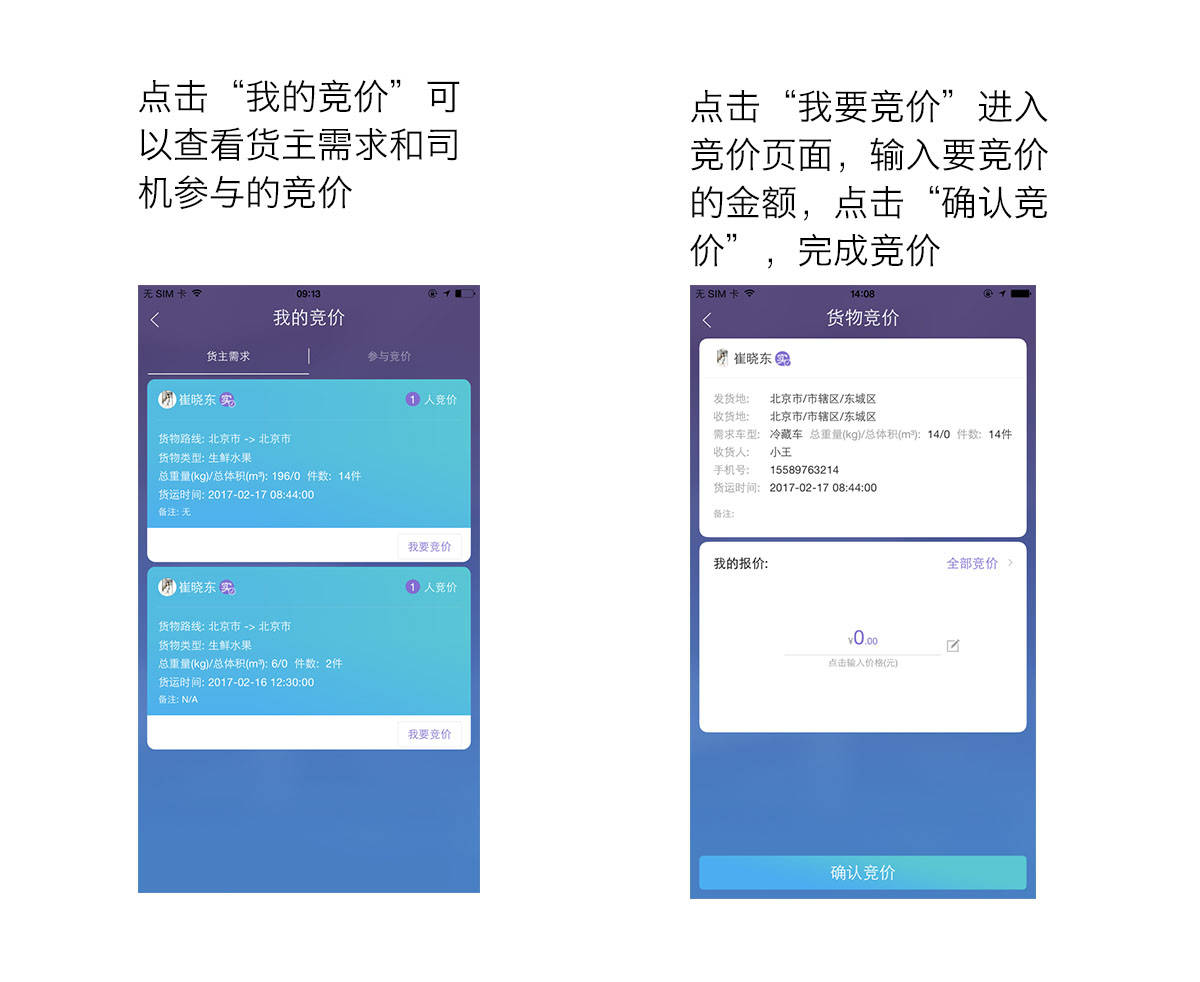 点击“我的竞价”可
以查看货主需求和司
机参与的竞价
无 SIM 卡
09:13
我的竞价
货主需求
参与竞价
崔晓东 实
1 人竞价
货物路线: 北京市 -> 北京市
货物类型: 生鲜水果
总重量(kg)/总体积(m³): 196/0 件数: 14件
货运时间: 2017-02-17 08:44:00
备注: 无
我要竞价
崔晓东 实
1 人竞价
货物路线: 北京市 -> 北京市
货物类型: 生鲜水果
总重量(kg)/总体积(m³): 6/0 件数: 2件
货运时间: 2017-02-16 12:30:00
备注: N/A
我要竞价
点击“我要竞价”进入
竞价页面，输入要竞价
的金额，点击“确认竞
价”，完成竞价
无 SIM 卡
14:08
货物竞价
崔晓东 实
发货地: 北京市/市辖区/东城区
收货地: 北京市/市辖区/东城区
需求车型: 冷藏车 总重量(kg)/总体积(m³): 14/0 件数: 14件
收货人: 小王
手机号: 15589763214
货运时间: 2017-02-17 08:44:00
备注:
我的报价:
全部竞价
¥0.00
点击输入价格(元)
确认竞价